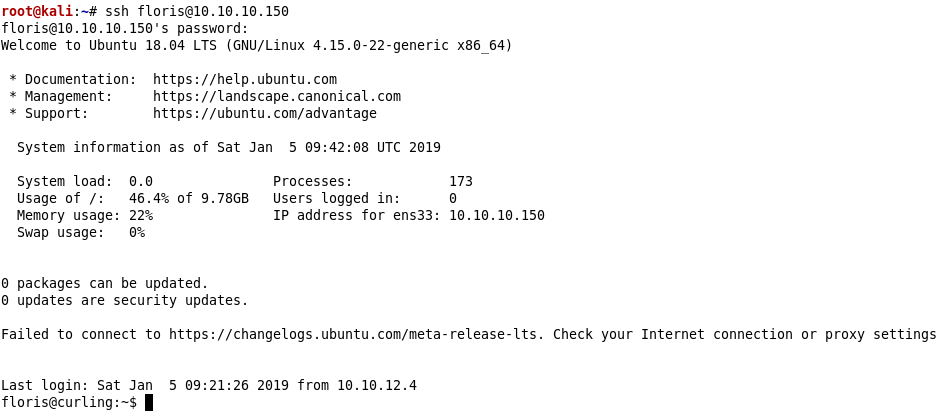 root@kali:~# ssh floris@10.10.10.150
floris@10.10.10.150's password:
Welcome to Ubuntu 18.04 LTS (GNU/Linux 4.15.0-22-generic x86_64)
* Documentation:  https://help.ubuntu.com
* Management:     https://landscape.canonical.com
* Support:        https://ubuntu.com/advantage
System information as of Sat Jan  5 09:42:08 UTC 2019
System load:  0.0               Processes:            173
Usage of /:   46.4% of 9.78GB   Users logged in:      0
Memory usage: 22%               IP address for ens33: 10.10.10.150
Swap usage:   0%
0 packages can be updated.
0 updates are security updates.
Failed to connect to https://changelogs.ubuntu.com/meta-release-lts. Check your Internet connection or proxy settings
Last login: Sat Jan  5 09:21:26 2019 from 10.10.12.4
floris@curling:~$